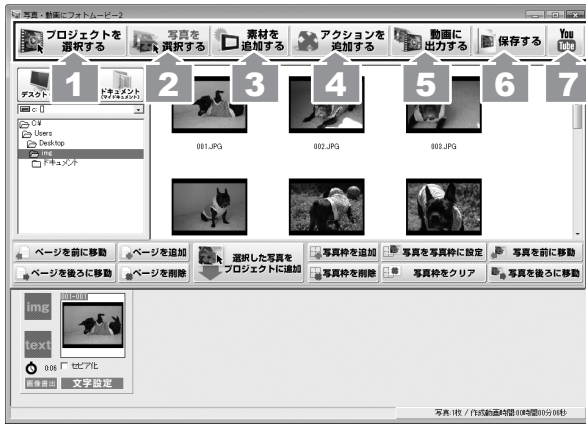 写真・動画にフォトムービー2
プロジェクトを
選択する
写真を
選択する
素材を
追加する
アクションを
追加する
動画に
出力する
保存する
You
Tube
1
2
3
4
5
6
7
デスクト
ドキュメント
(マイドキュメント)
c: []
C:¥
Users
Desktop
img
ドキュメント
001.JPG
002.JPG
003.JPG
ページを前に移動
ページを追加
選択した写真を
プロジェクトに追加
写真枠を追加
写真を写真枠に設定
写真を前に移動
ページを後ろに移動
ページを削除
写真枠を削除
写真枠をクリア
写真を後ろに移動
img
001-001
text
0:06
セピア化
画像書出
文字設定
写真:1枚 / 作成動画時間:00時間00分06秒